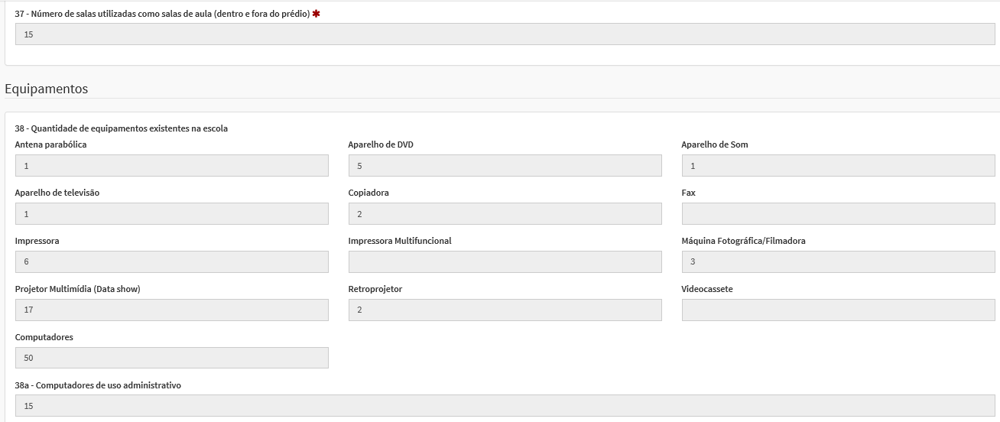 37 - Número de salas utilizadas como salas de aula (dentro e fora do prédio) ✱
15
Equipamentos
38 - Quantidade de equipamentos existentes na escola
Antena parabólica Aparelho de DVD Aparelho de Som
1 5 1
Aparelho de televisão Copiadora Fax
1 2
Impressora Impressora Multifuncional Máquina Fotográfica/Filmadora
6 3
Projetor Multimídia (Data show) Retroprojetor Videocassete
17 2
Computadores
50
38a - Computadores de uso administrativo
15